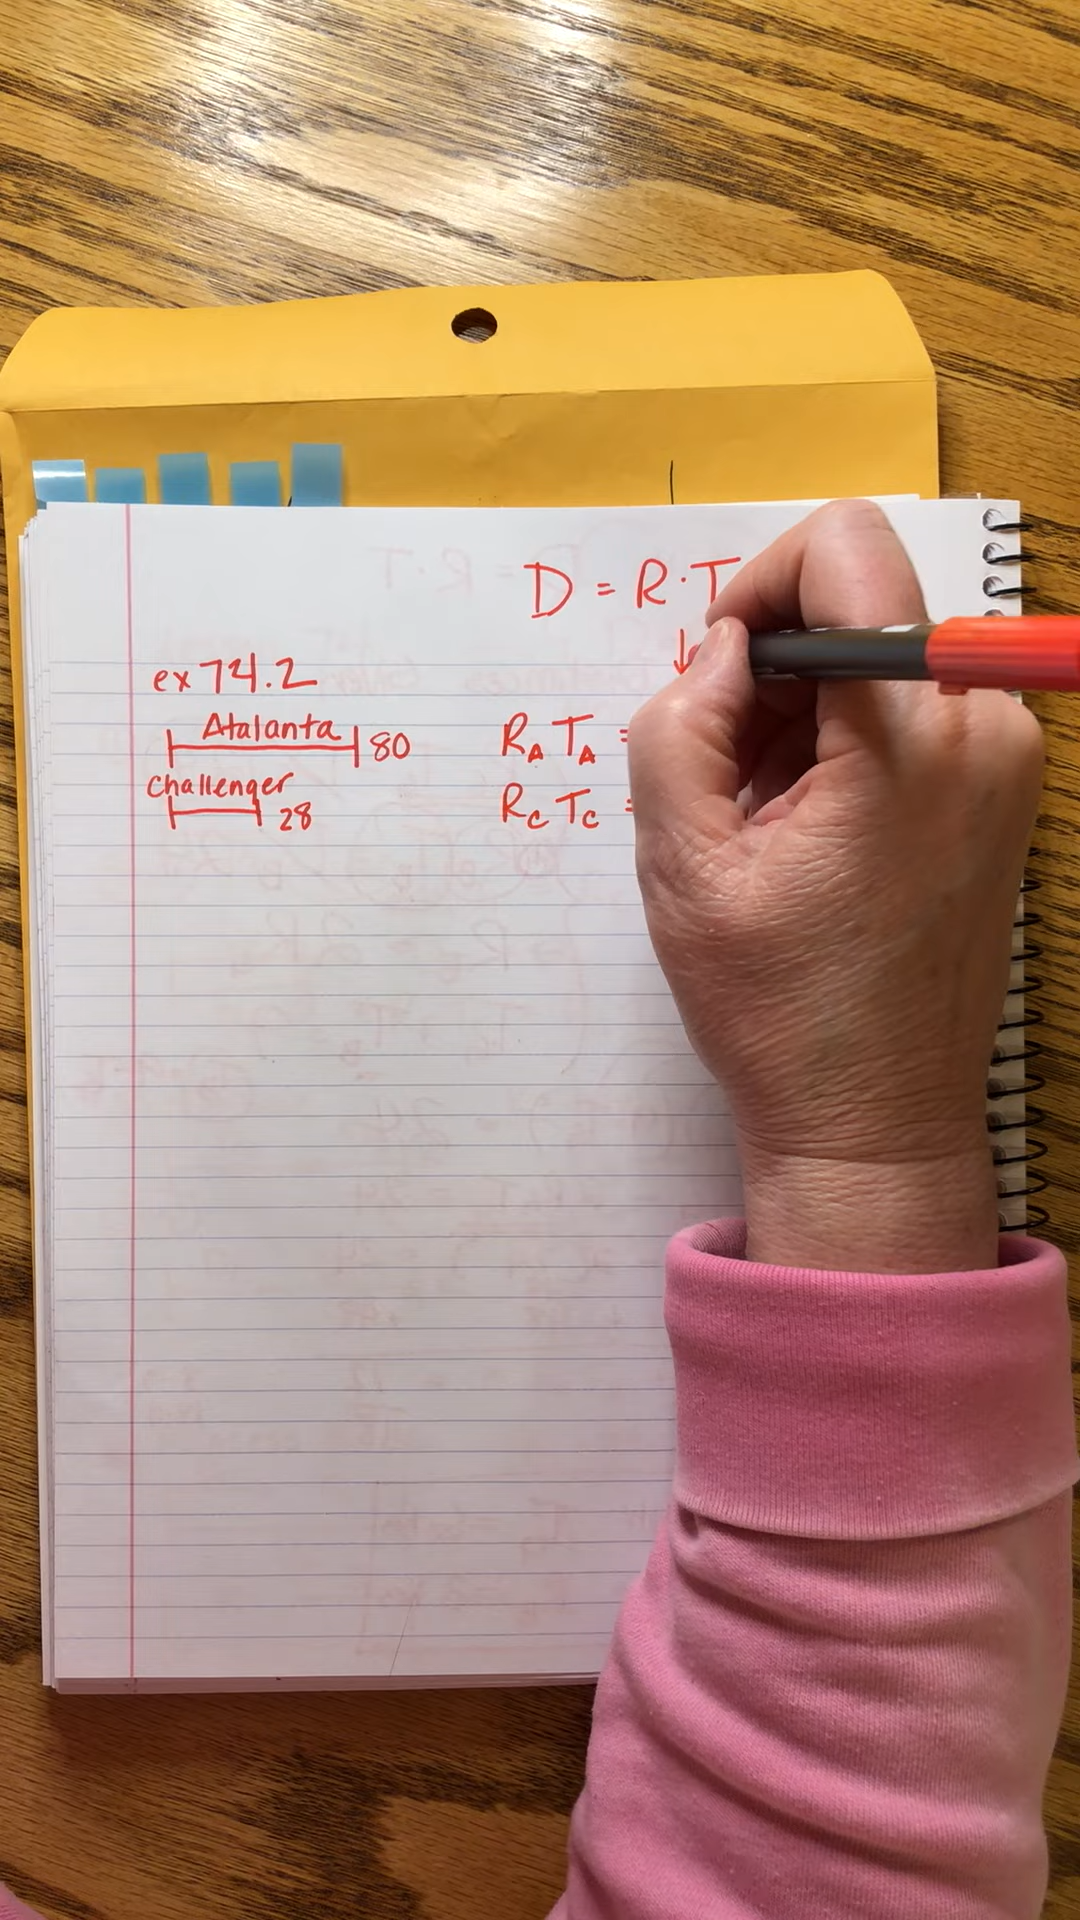 D = R · T
ex 74.2
Atalanta
80
RA TA =
Challenger
28
RC TC =